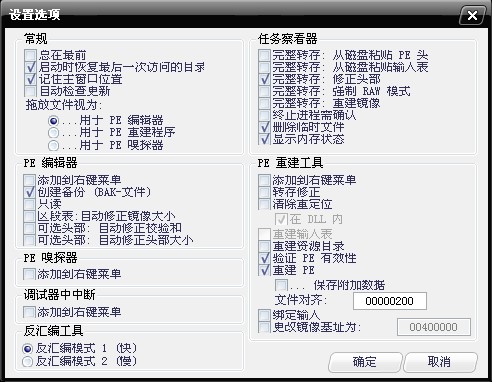 设置选项
常规
总在最前
启动时恢复最后一次访问的目录
记住主窗口位置
自动检查更新
拖放文件视为:
...用于 PE 编辑器
...用于 PE 重建程序
...用于 PE 嗅探器
PE 编辑器
添加到右键菜单
创建备份 (BAK-文件)
只读
区段表:自动修正镜像大小
可选头部: 自动修正校验和
可选头部: 自动修正头部大小
PE 嗅探器
添加到右键菜单
调试器中中断
添加到右键菜单
反汇编工具
反汇编模式 1 (快)
反汇编模式 2 (慢)
任务察看器
完整转存: 从磁盘粘贴 PE 头
完整转存: 从磁盘粘贴输入表
完整转存: 修正头部
完整转存: 强制 RAW 模式
完整转存: 重建镜像
终止进程需确认
删除临时文件
显示内存状态
PE 重建工具
添加到右键菜单
转存修正
清除重定位
在 DLL 内
重建输入表
重建资源目录
验证 PE 有效性
重建 PE
... 保存附加数据
文件对齐: 00000200
绑定输入
更改镜像基址为: 00400000
确定
取消